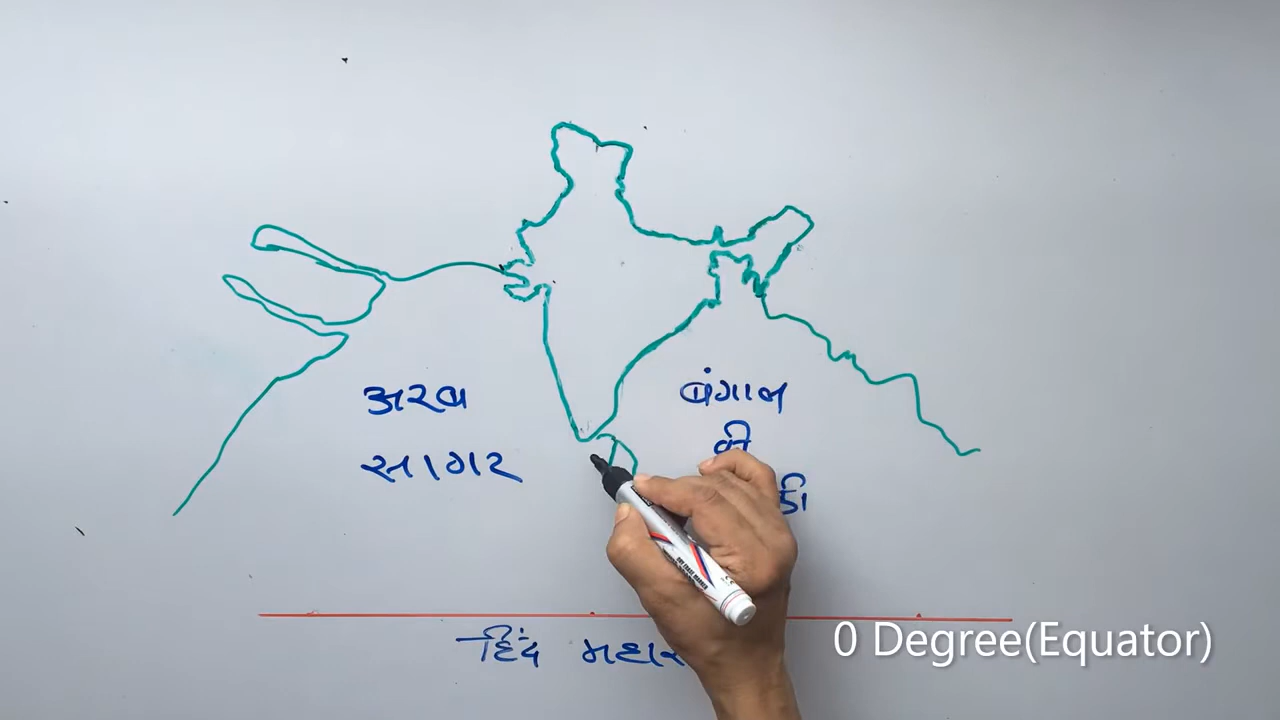 અરબ
સાગર
બંગાલ
કી
ડી
હિંદ મહાસ
0 Degree(Equator)